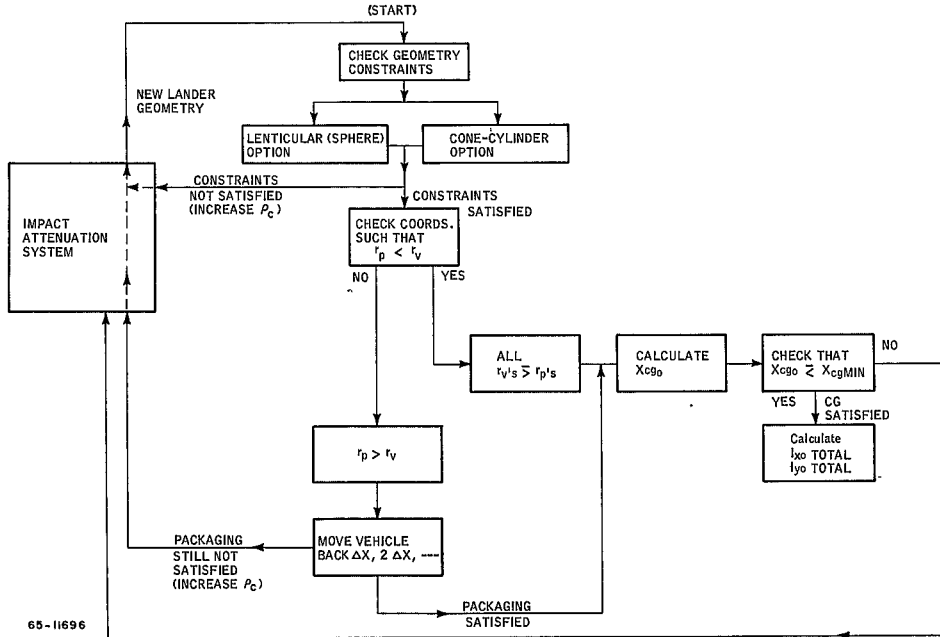 (START)
CHECK GEOMETRY
CONSTRAINTS
NEW LANDER
GEOMETRY
LENTICULAR (SPHERE)
OPTION
CONE-CYLINDER
OPTION
CONSTRAINTS
NOT SATISFIED
(INCREASE ρc)
CONSTRAINTS
SATISFIED
IMPACT
ATTENUATION
SYSTEM
CHECK COORDS.
SUCH THAT
rp < rv
NO
YES
ALL
rv's ≥ rp's
CALCULATE
Xcgo
CHECK THAT
Xcgo ≤ XcgMIN
NO
YES
CG
SATISFIED
Calculate
Ixo TOTAL
Iyo TOTAL
rp > rv
MOVE VEHICLE
BACK ΔX, 2 ΔX, ---
PACKAGING
STILL NOT
SATISFIED
(INCREASE ρc)
PACKAGING
SATISFIED
65-11696